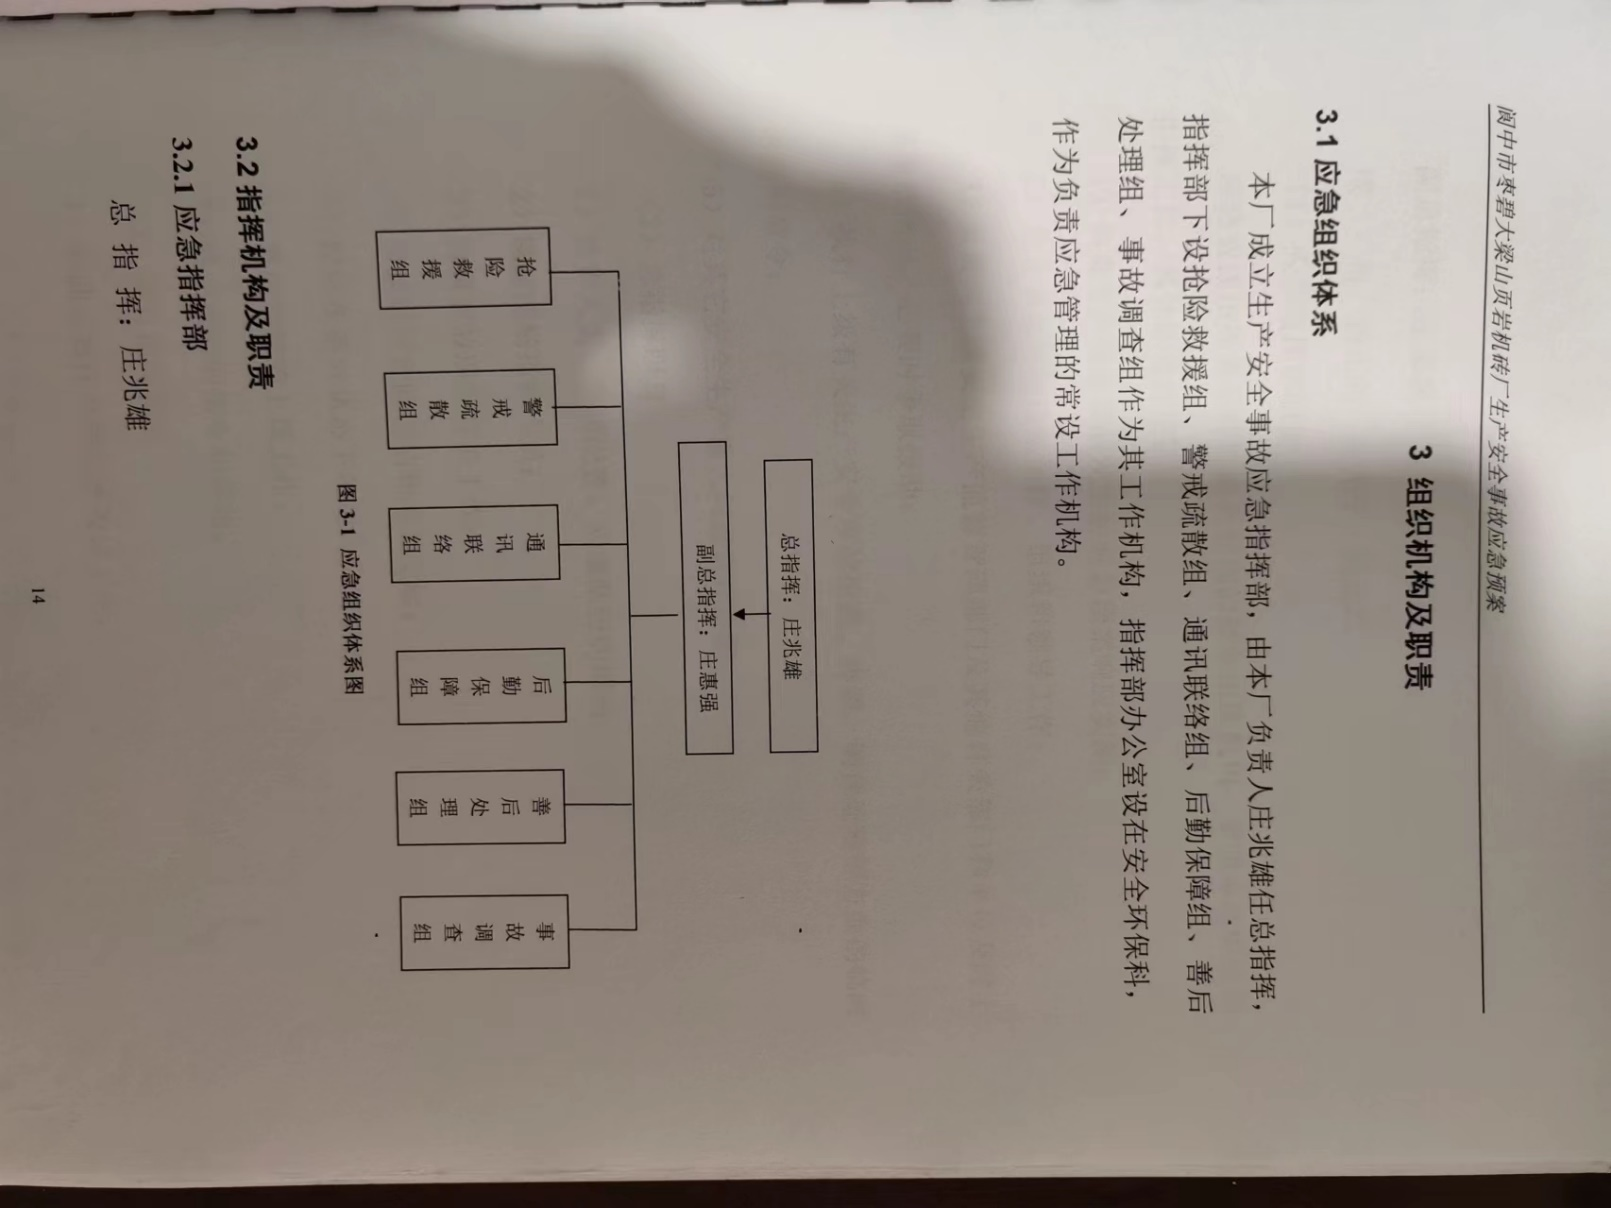 阆中市枣碧大梁山页岩机砖厂生产安全事故应急预案
3 组织机构及职责
3.1 应急组织体系
本厂成立生产安全事故应急指挥部，由本厂负责人庄兆雄任总指挥，
指挥部下设抢险救援组、警戒疏散组、通讯联络组、后勤保障组、善后
处理组、事故调查组作为其工作机构，指挥部办公室设在安全环保科，
作为负责应急管理的常设工作机构。
总指挥：庄兆雄
副总指挥：庄惠强
抢险救援组
警戒疏散组
通讯联络组
后勤保障组
善后处理组
事故调查组
图 3-1 应急组织体系图
3.2 指挥机构及职责
3.2.1 应急指挥部
总 指 挥：庄兆雄
14